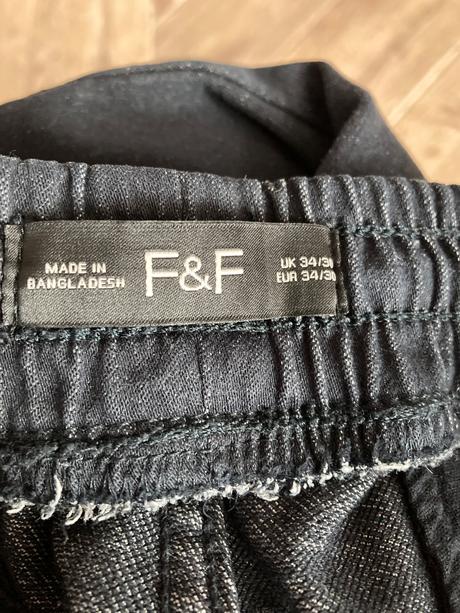 MADE IN
BANGLADESH
F&F
UK 34/3
EUR 34/3